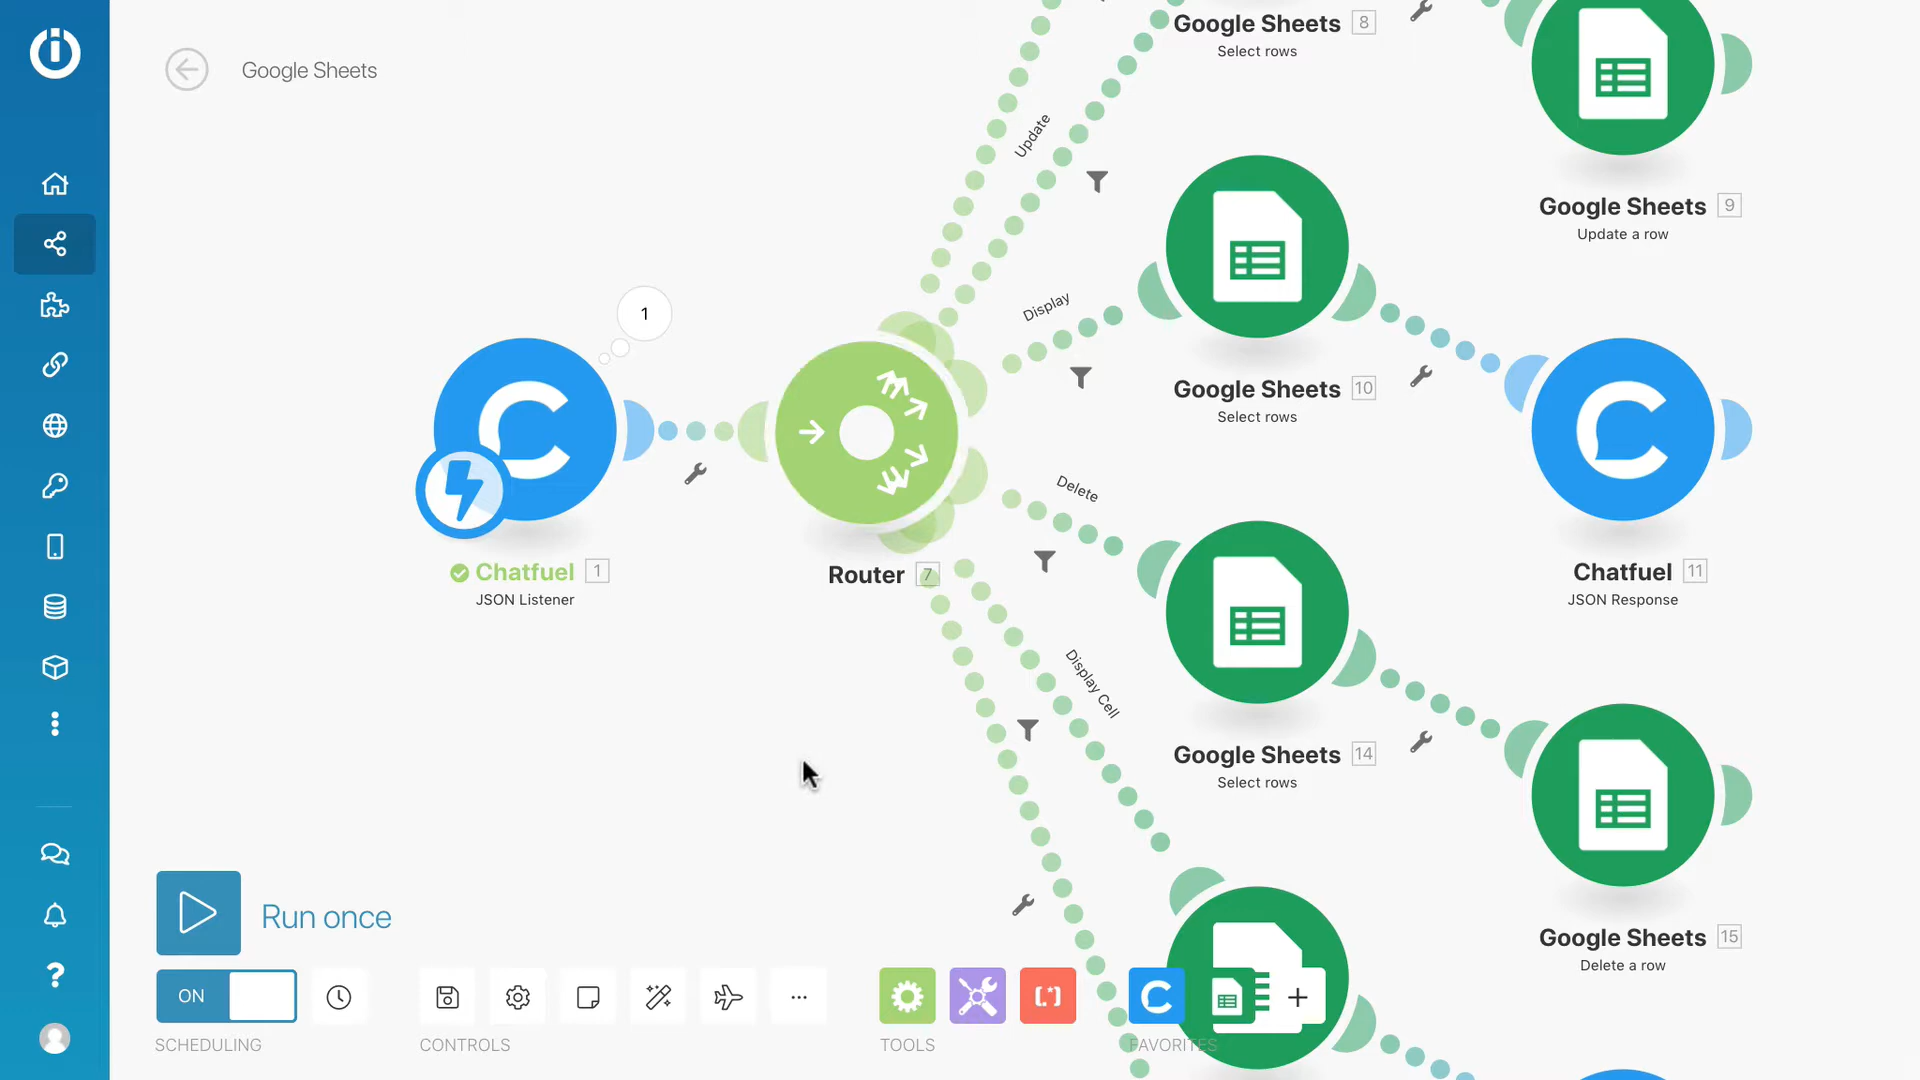 Google Sheets
Google Sheets 8
Select rows
Update
Google Sheets 9
Update a row
1
Display
Google Sheets 10
Select rows
Delete
Chatfuel 1
JSON Listener
Router 7
Chatfuel 11
JSON Response
Display Cell
Google Sheets 14
Select rows
Google Sheets 15
Delete a row
Run once
ON
[.*]
SCHEDULING
CONTROLS
TOOLS
FAVORITES